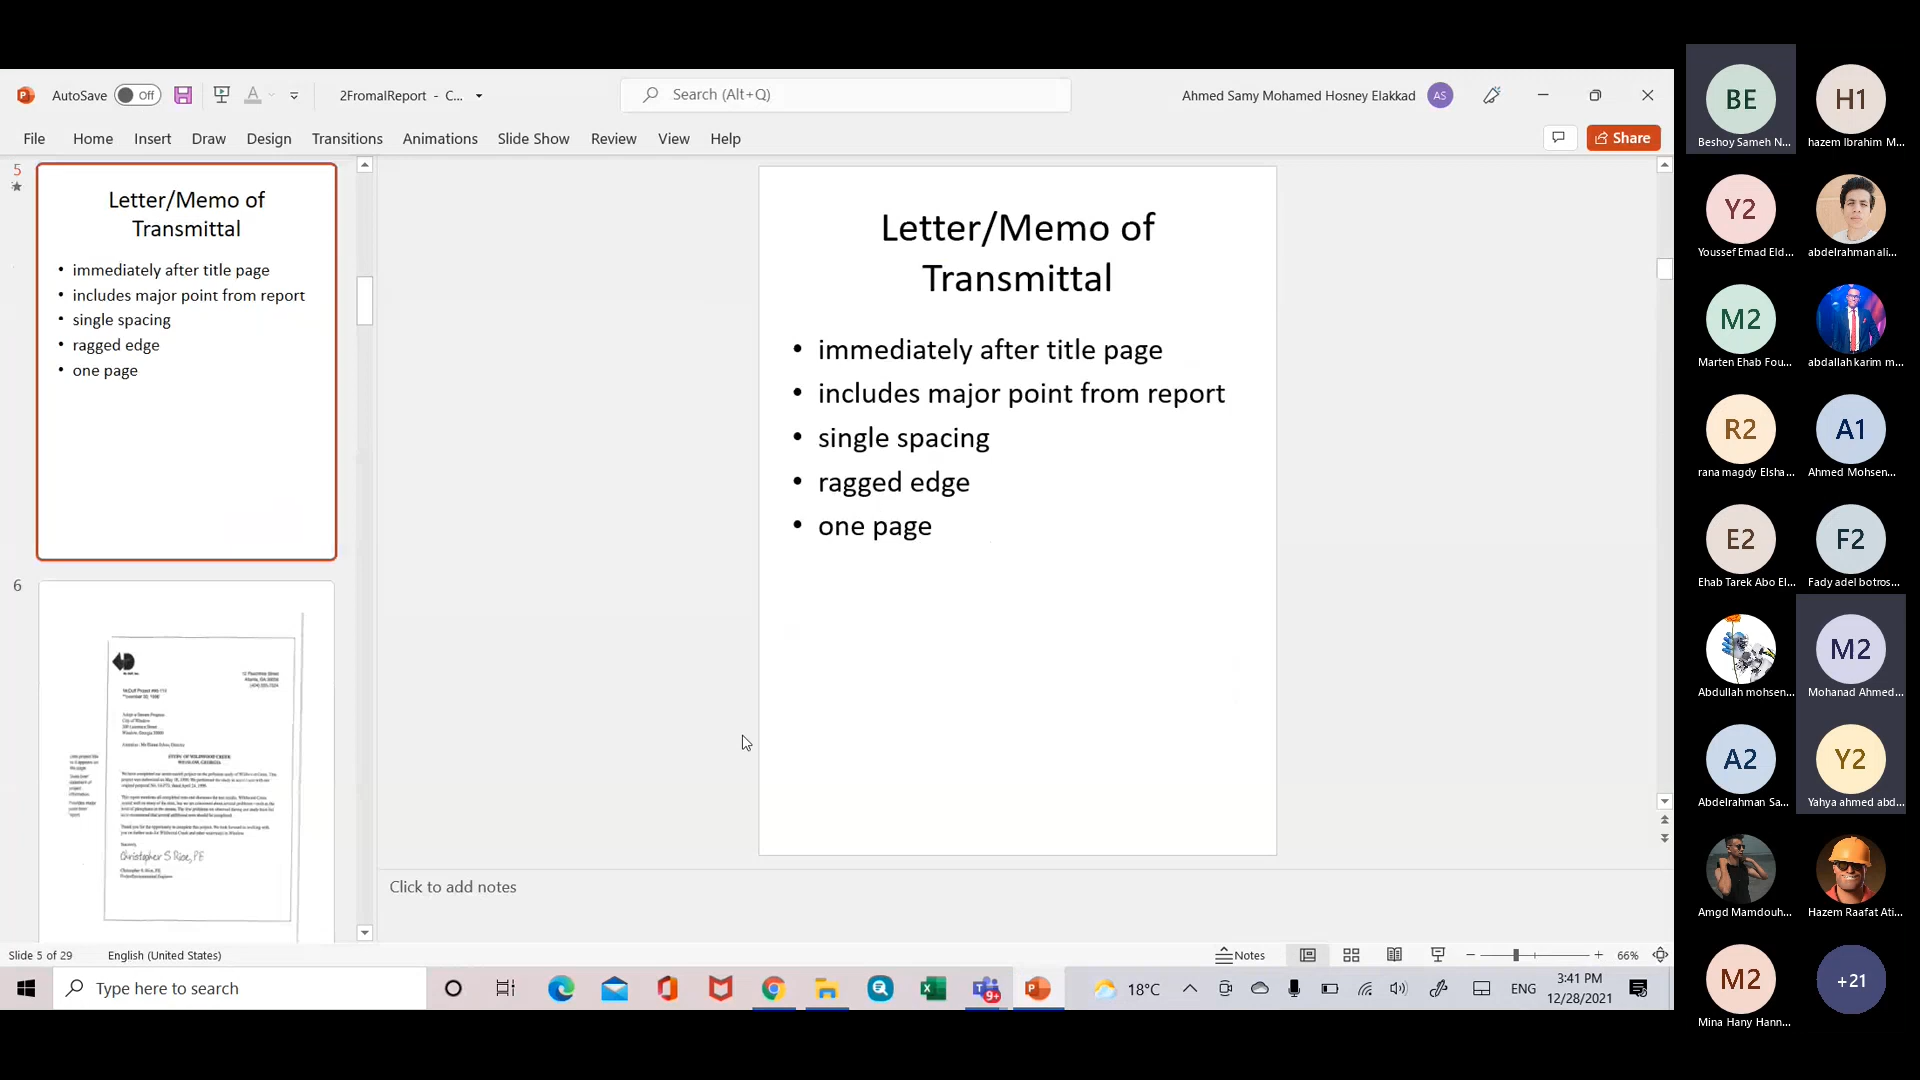 AutoSave Off 2FromalReport - C... Search (Alt+Q) Ahmed Samy Mohamed Hosney Elakkad AS
File Home Insert Draw Design Transitions Animations Slide Show Review View Help Share
5
Letter/Memo of
Transmittal
• immediately after title page
• includes major point from report
• single spacing
• ragged edge
• one page
6
STUDY OF WILDWOOD CREEK
Christopher S. Rice, PE
Letter/Memo of
Transmittal
• immediately after title page
• includes major point from report
• single spacing
• ragged edge
• one page
Click to add notes
Slide 5 of 29 English (United States) Notes 66%
Type here to search 9+ 18°C ENG 3:41 PM
12/28/2021
BE H1
Beshoy Sameh N... hazem Ibrahim M...
Y2
Youssef Emad Eld... abdelrahman ali...
M2
Marten Ehab Fou... abdallah karim m...
R2 A1
rana magdy Elsha... Ahmed Mohsen...
E2 F2
Ehab Tarek Abo El... Fady adel botros...
M2
Abdullah mohsen... Mohanad Ahmed...
A2 Y2
Abdelrahman Sa... Yahya ahmed abd...
Amgd Mamdouh... Hazem Raafat Ati...
M2 +21
Mina Hany Hann...